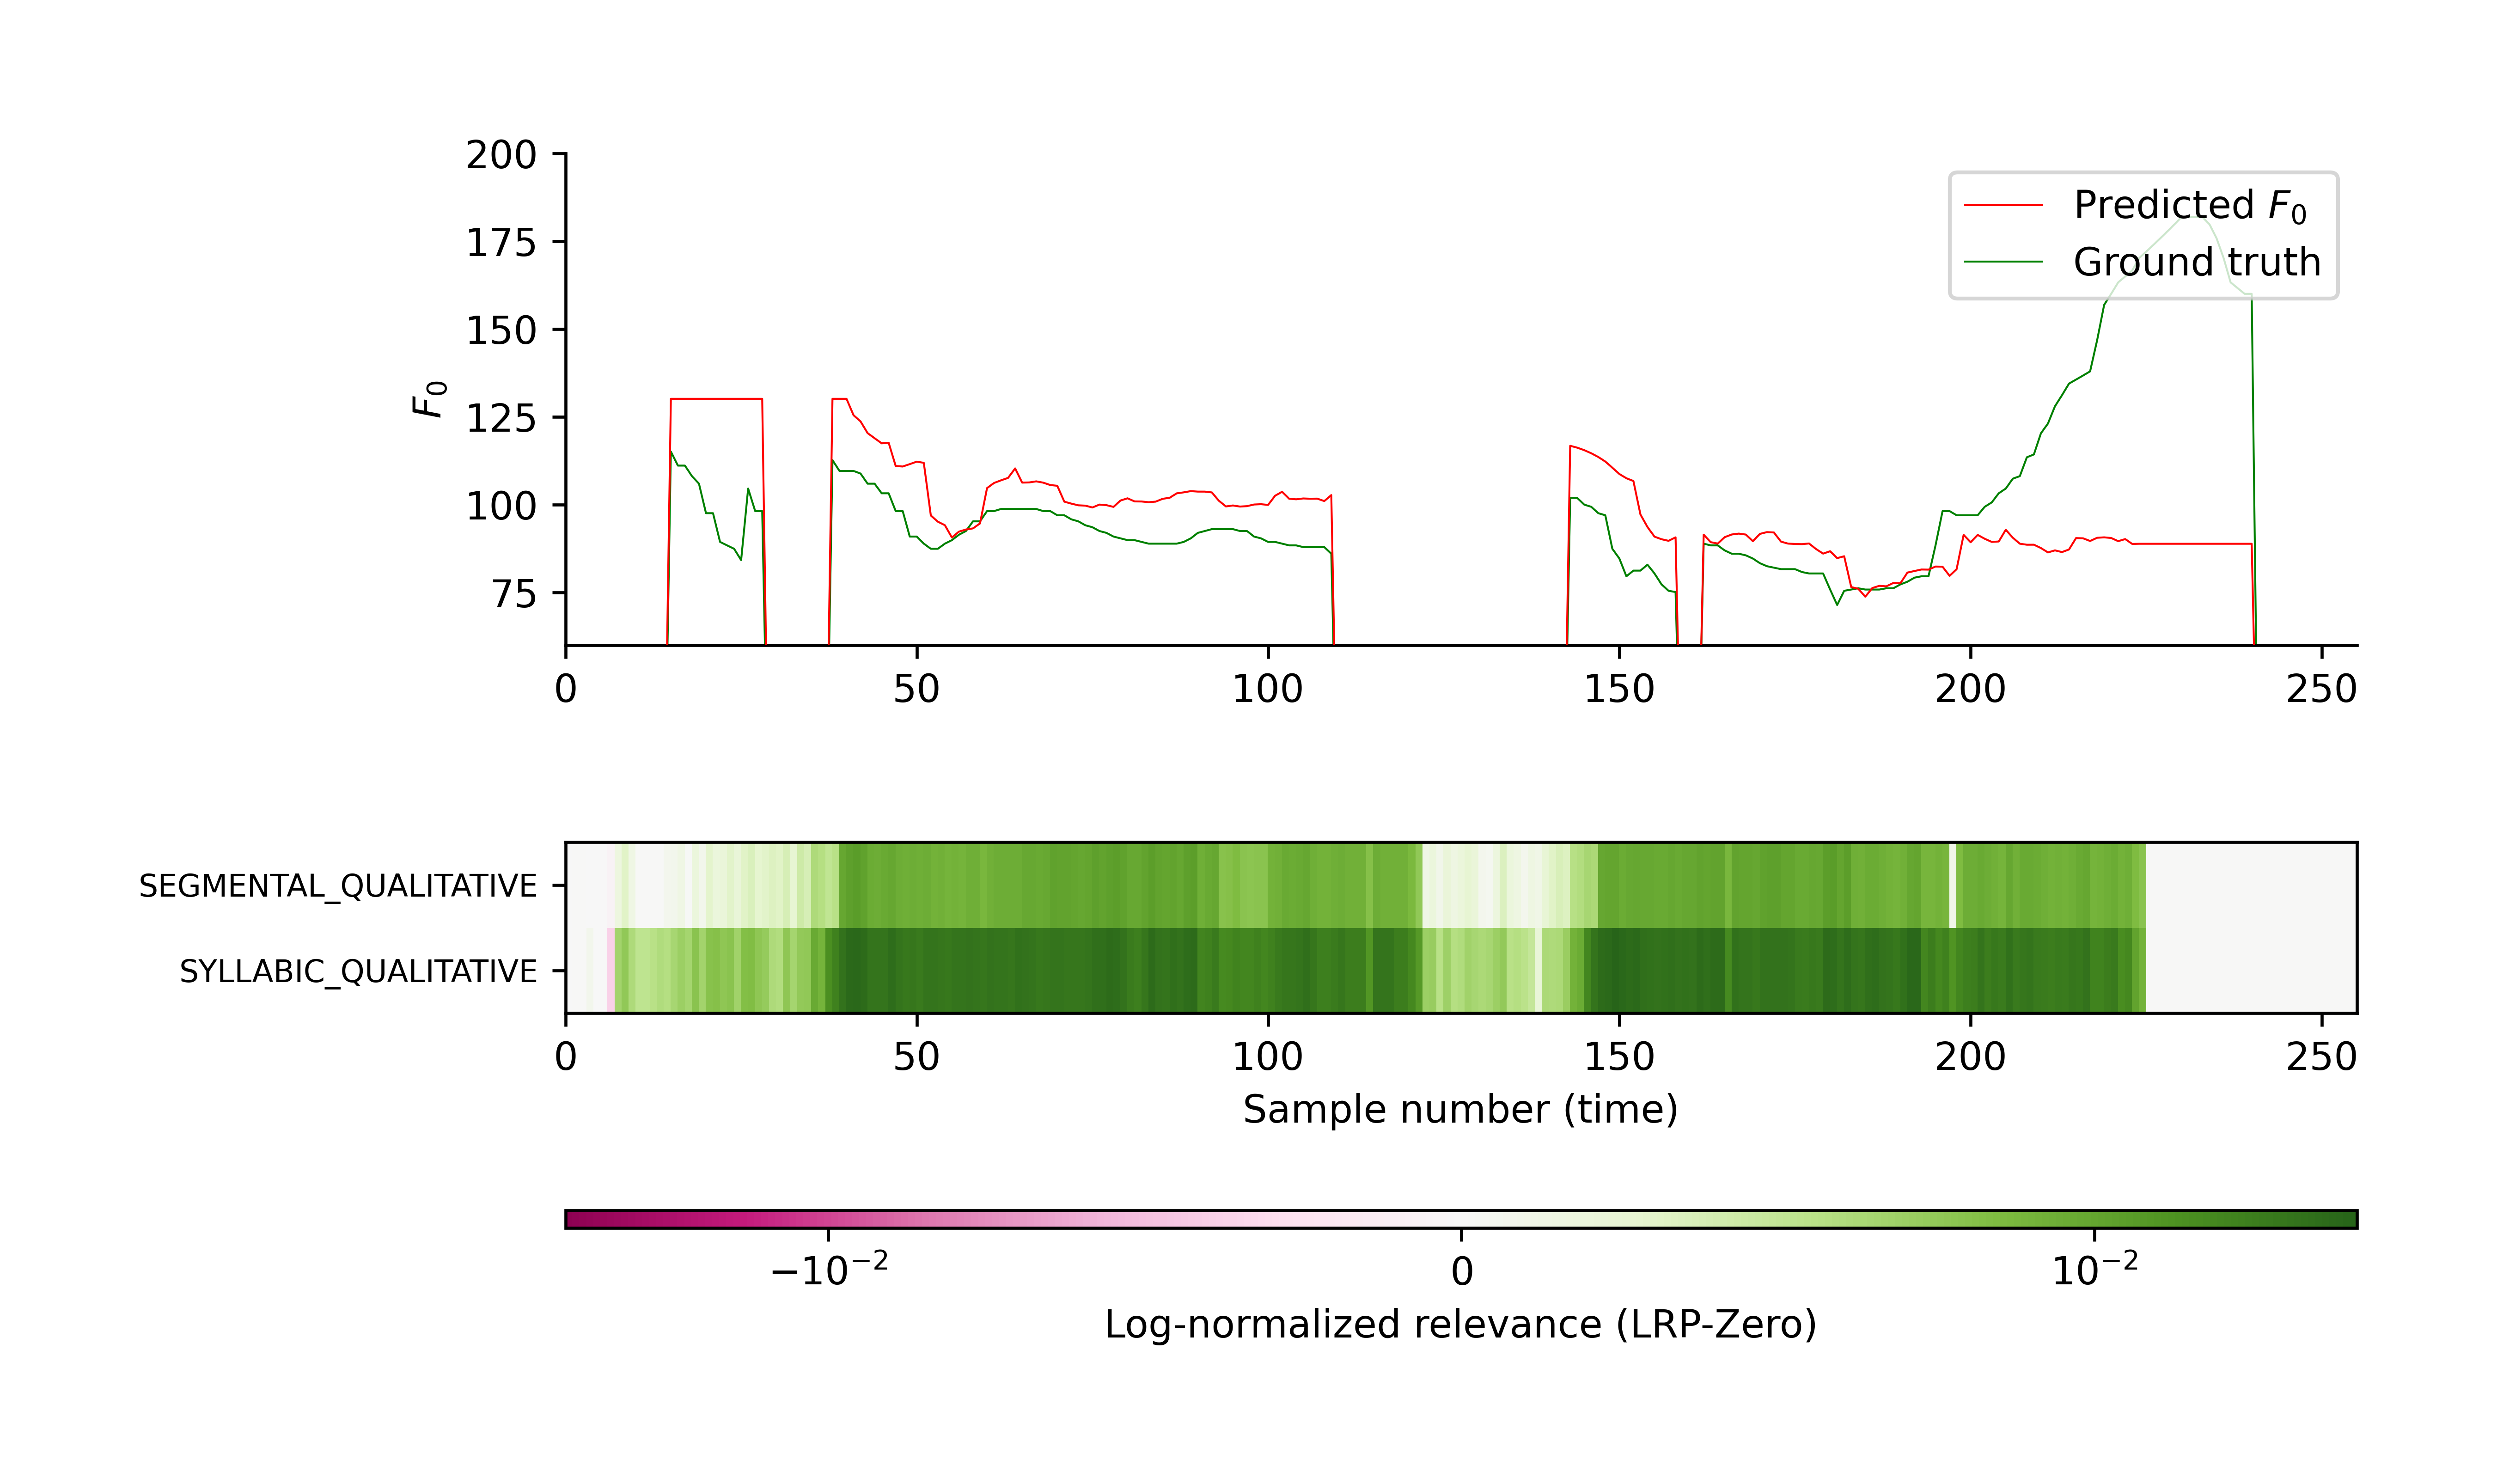 200
175
150
125
100
75
F₀
Predicted F₀
Ground truth
0 50 100 150 200 250
SEGMENTAL_QUALITATIVE
SYLLABIC_QUALITATIVE
0 50 100 150 200 250
Sample number (time)
−10⁻² 0 10⁻²
Log-normalized relevance (LRP-Zero)